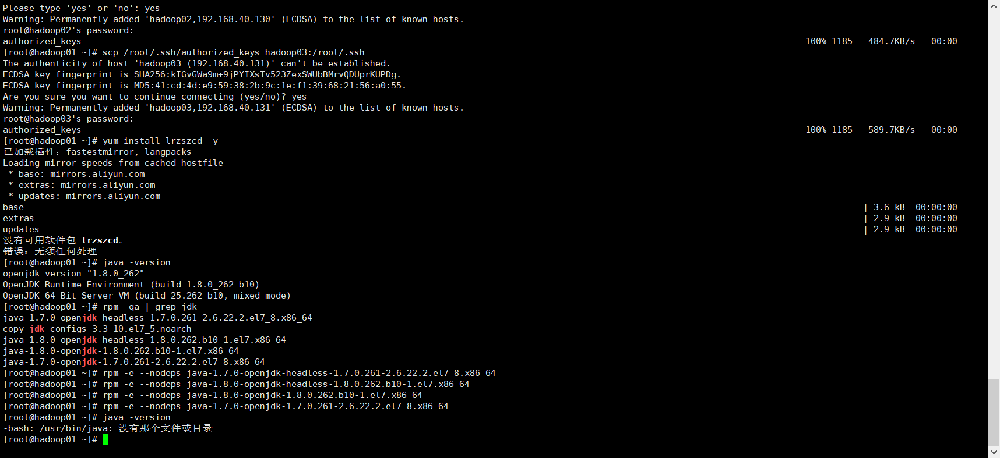 Please type 'yes' or 'no': yes
Warning: Permanently added 'hadoop02,192.168.40.130' (ECDSA) to the list of known hosts.
root@hadoop02's password:
authorized_keys 100% 1185 484.7KB/s 00:00
[root@hadoop01 ~]# scp /root/.ssh/authorized_keys hadoop03:/root/.ssh
The authenticity of host 'hadoop03 (192.168.40.131)' can't be established.
ECDSA key fingerprint is SHA256:kIGvGWa9m+9jPYIXsTv523ZexSWUbBMrvQDUprKUPDg.
ECDSA key fingerprint is MD5:41:cd:4d:e9:59:38:2b:9c:1e:f1:39:68:21:56:a0:55.
Are you sure you want to continue connecting (yes/no)? yes
Warning: Permanently added 'hadoop03,192.168.40.131' (ECDSA) to the list of known hosts.
root@hadoop03's password:
authorized_keys 100% 1185 589.7KB/s 00:00
[root@hadoop01 ~]# yum install lrzszcd -y
已加载插件：fastestmirror, langpacks
Loading mirror speeds from cached hostfile
 * base: mirrors.aliyun.com
 * extras: mirrors.aliyun.com
 * updates: mirrors.aliyun.com
base | 3.6 kB 00:00:00
extras | 2.9 kB 00:00:00
updates | 2.9 kB 00:00:00
没有可用软件包 lrzszcd。
错误：无须任何处理
[root@hadoop01 ~]# java -version
openjdk version "1.8.0_262"
OpenJDK Runtime Environment (build 1.8.0_262-b10)
OpenJDK 64-Bit Server VM (build 25.262-b10, mixed mode)
[root@hadoop01 ~]# rpm -qa | grep jdk
java-1.7.0-openjdk-headless-1.7.0.261-2.6.22.2.el7_8.x86_64
copy-jdk-configs-3.3-10.el7_5.noarch
java-1.8.0-openjdk-headless-1.8.0.262.b10-1.el7.x86_64
java-1.8.0-openjdk-1.8.0.262.b10-1.el7.x86_64
java-1.7.0-openjdk-1.7.0.261-2.6.22.2.el7_8.x86_64
[root@hadoop01 ~]# rpm -e --nodeps java-1.7.0-openjdk-headless-1.7.0.261-2.6.22.2.el7_8.x86_64
[root@hadoop01 ~]# rpm -e --nodeps java-1.8.0-openjdk-headless-1.8.0.262.b10-1.el7.x86_64
[root@hadoop01 ~]# rpm -e --nodeps java-1.8.0-openjdk-1.8.0.262.b10-1.el7.x86_64
[root@hadoop01 ~]# rpm -e --nodeps java-1.7.0-openjdk-1.7.0.261-2.6.22.2.el7_8.x86_64
[root@hadoop01 ~]# java -version
-bash: /usr/bin/java: 没有那个文件或目录
[root@hadoop01 ~]#